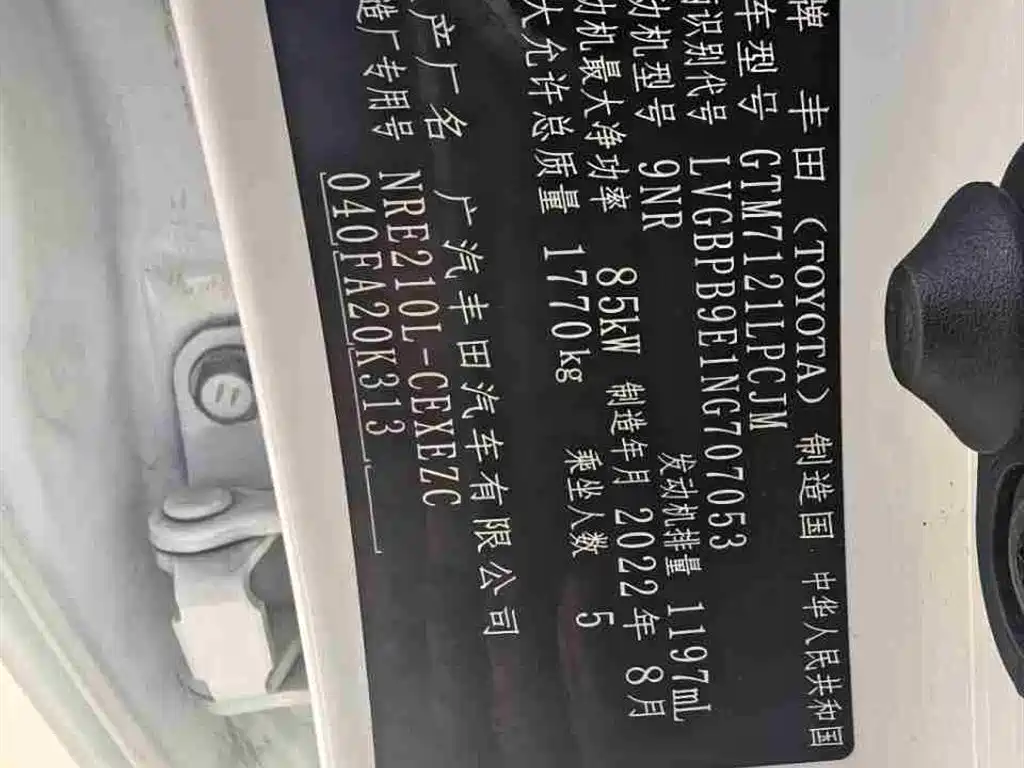 牌 丰田 (TOYOTA) 制造国 中华人民共和国
车型号 GTM7121LPCJM
识别代号 LVGBPB9E1NG707053
动机型号 9NR 发动机排量 1197mL
动机最大净功率 85kW 制造年月 2022年 8月
大允许总质量 1770kg 乘坐人数 5
产厂名 广汽丰田汽车有限公司
造厂专用号 NRE210L-CEXEZC
040FA20K313